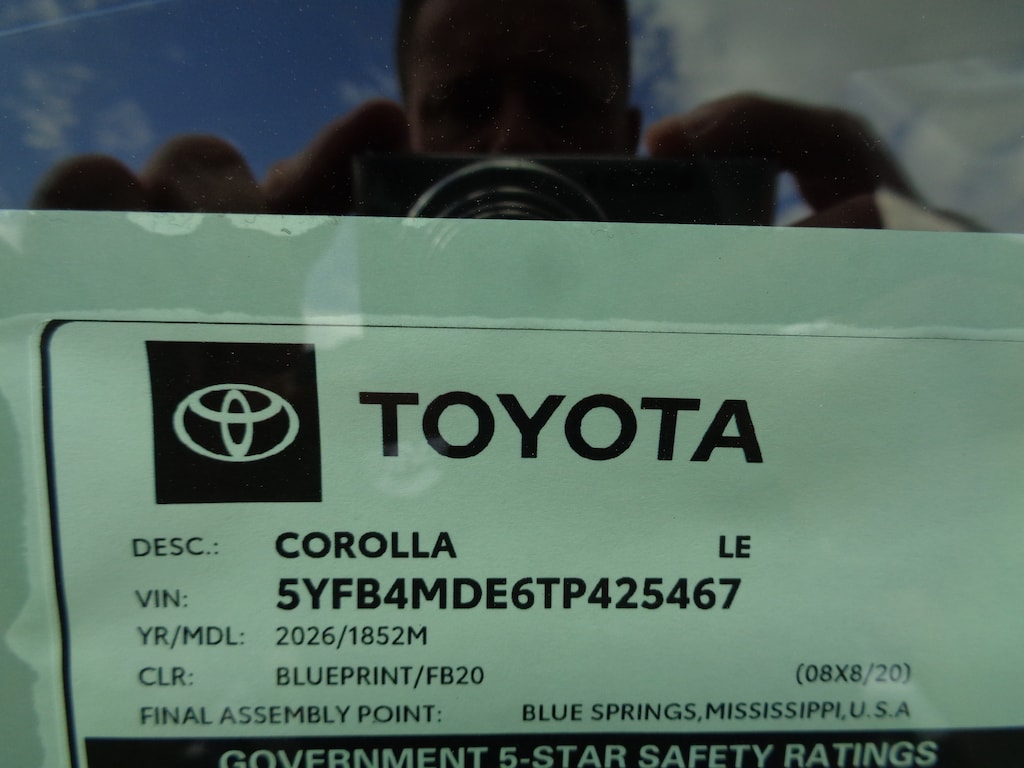 TOYOTA
DESC.: COROLLA LE
VIN: 5YFB4MDE6TP425467
YR/MDL: 2026/1852M
CLR: BLUEPRINT/FB20 (08X8/20)
FINAL ASSEMBLY POINT: BLUE SPRINGS,MISSISSIPPI,U.S.A
GOVERNMENT 5-STAR SAFETY RATINGS